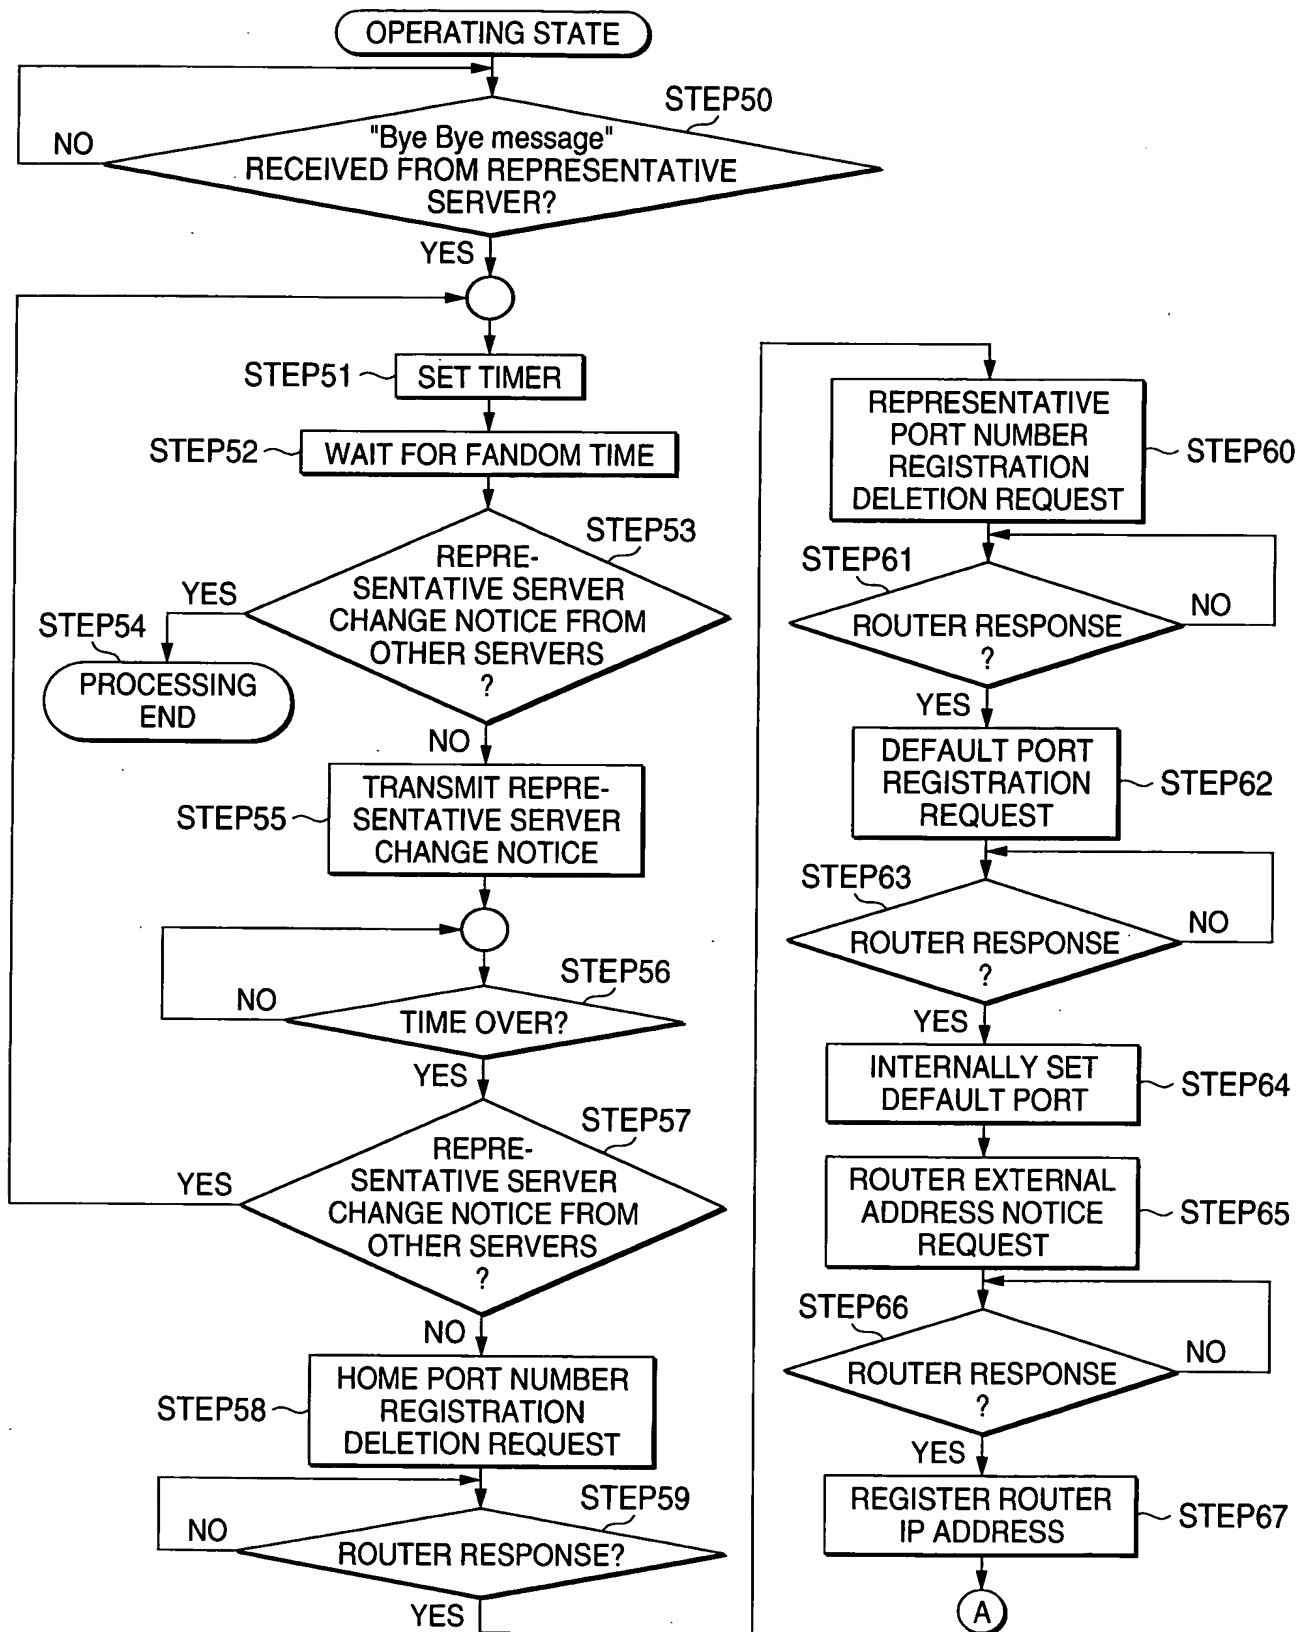 OPERATING STATE
STEP50
"Bye Bye message"
RECEIVED FROM REPRESENTATIVE
SERVER?
NO
YES
STEP51
SET TIMER
STEP52
WAIT FOR FANDOM TIME
STEP53
REPRE-
SENTATIVE SERVER
CHANGE NOTICE FROM
OTHER SERVERS
?
YES
STEP54
PROCESSING
END
NO
STEP55
TRANSMIT REPRE-
SENTATIVE SERVER
CHANGE NOTICE
STEP56
NO
TIME OVER?
YES
STEP57
REPRE-
SENTATIVE SERVER
CHANGE NOTICE FROM
OTHER SERVERS
?
YES
NO
STEP58
HOME PORT NUMBER
REGISTRATION
DELETION REQUEST
STEP59
NO
ROUTER RESPONSE?
YES
REPRESENTATIVE
PORT NUMBER
REGISTRATION
DELETION REQUEST
STEP60
STEP61
NO
ROUTER RESPONSE
?
YES
DEFAULT PORT
REGISTRATION
REQUEST
STEP62
STEP63
NO
ROUTER RESPONSE
?
YES
INTERNALLY SET
DEFAULT PORT
STEP64
ROUTER EXTERNAL
ADDRESS NOTICE
REQUEST
STEP65
STEP66
NO
ROUTER RESPONSE
?
YES
REGISTER ROUTER
IP ADDRESS
STEP67
A